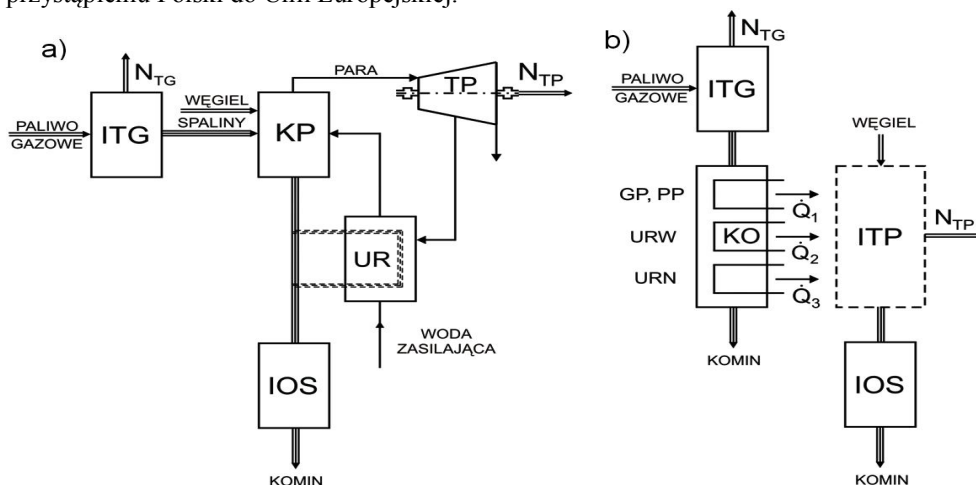 przystąpienia Polski do Unii Europejskiej.
a)
N_TG
PALIWO
GAZOWE
ITG
WĘGIEL
SPALINY
KP
PARA
TP
N_TP
UR
WODA
ZASILAJĄCA
IOS
KOMIN
b)
N_TG
PALIWO
GAZOWE
ITG
GP, PP
Q̇₁
URW
KO
Q̇₂
URN
Q̇₃
KOMIN
WĘGIEL
ITP
N_TP
IOS
KOMIN